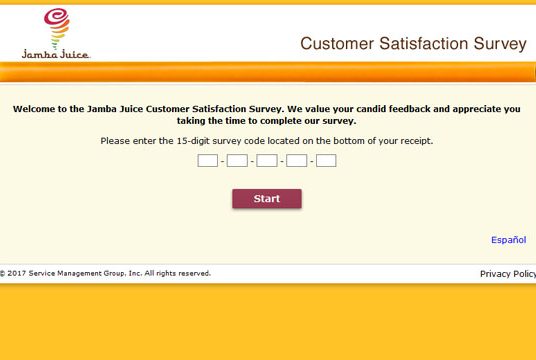 Jamba Juice
Customer Satisfaction Survey
Welcome to the Jamba Juice Customer Satisfaction Survey. We value your candid feedback and appreciate you
taking the time to complete our survey.
Please enter the 15-digit survey code located on the bottom of your receipt.
- - - -
Start
Español
© 2017 Service Management Group, Inc. All rights reserved.
Privacy Policy